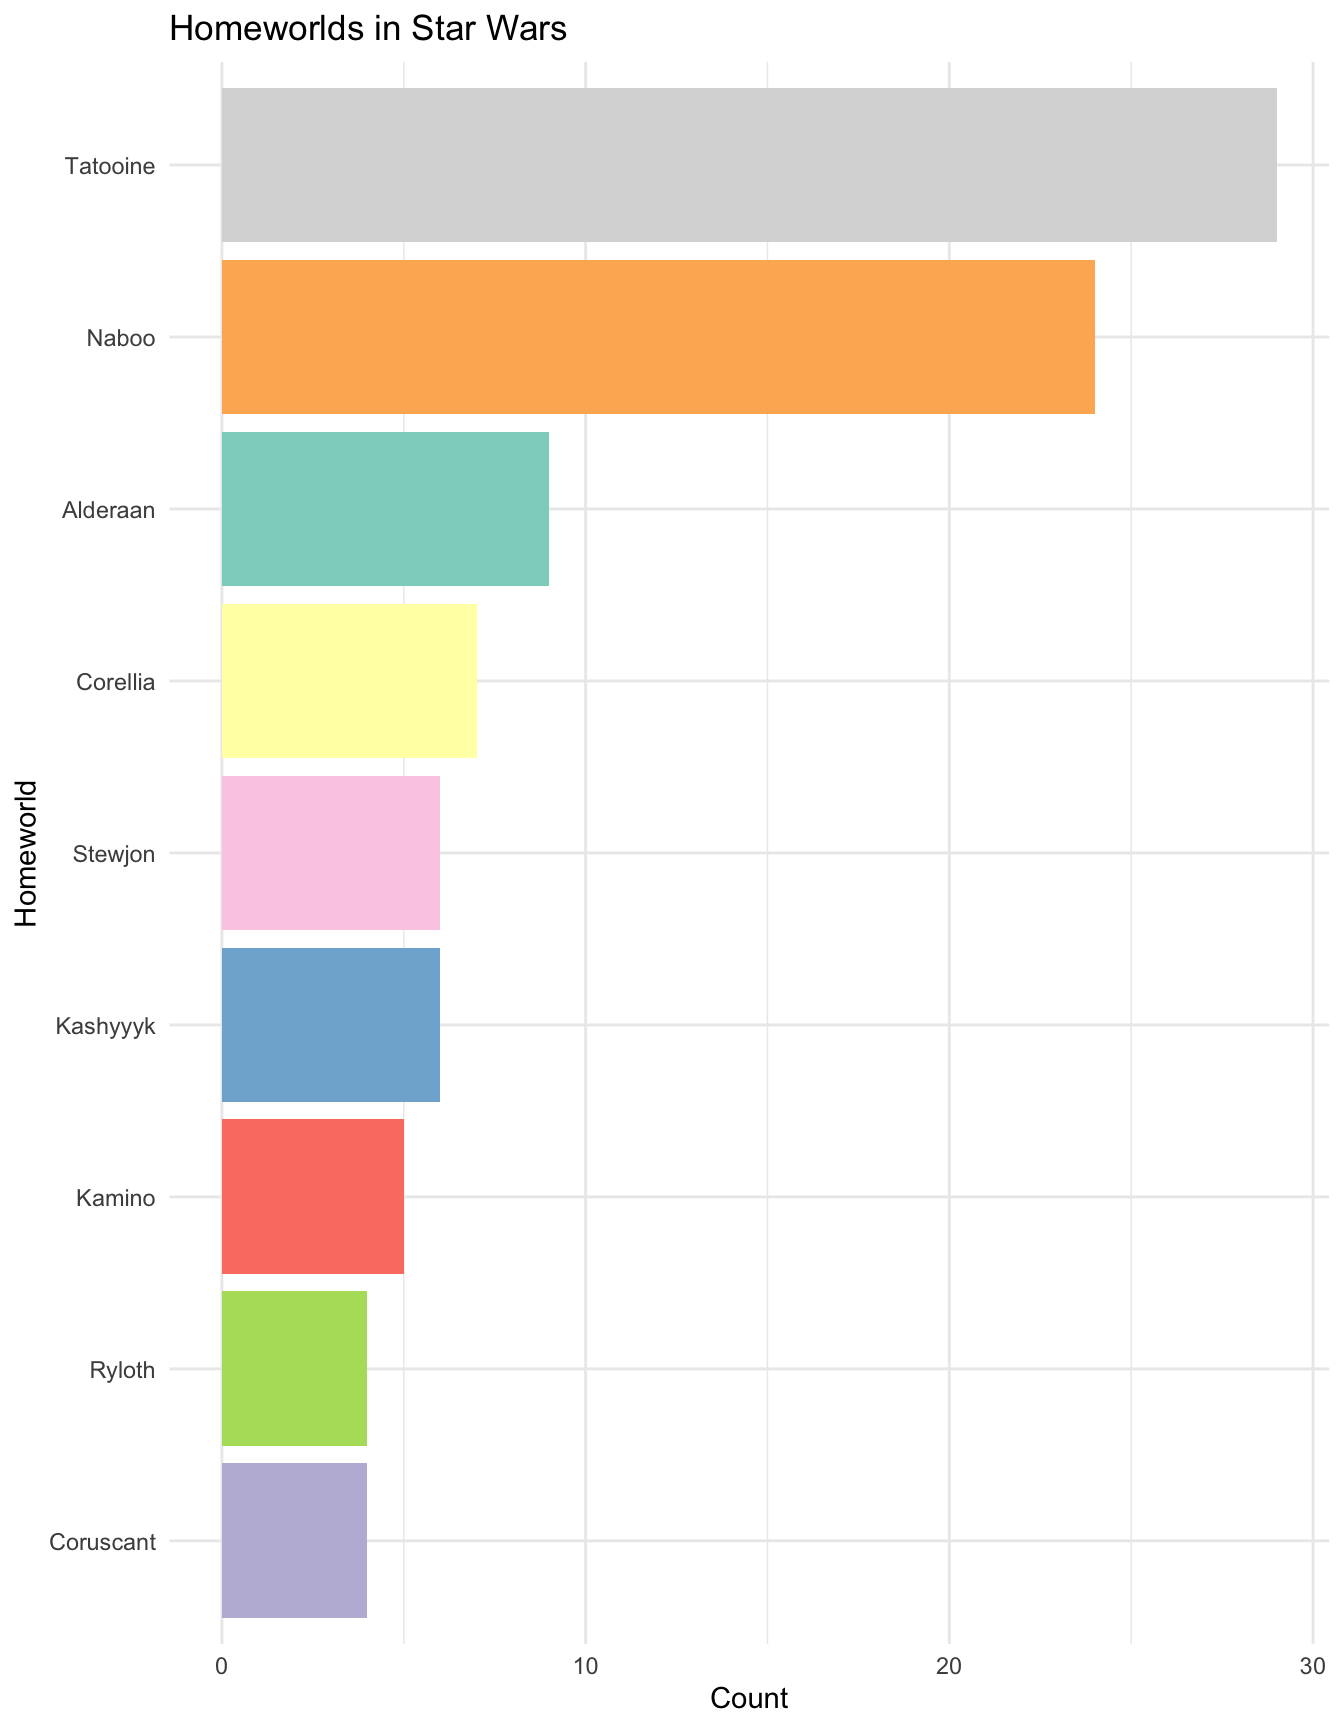 Homeworlds in Star Wars
Homeworld
Tatooine
Naboo
Alderaan
Corellia
Stewjon
Kashyyyk
Kamino
Ryloth
Coruscant
0 10 20 30
Count